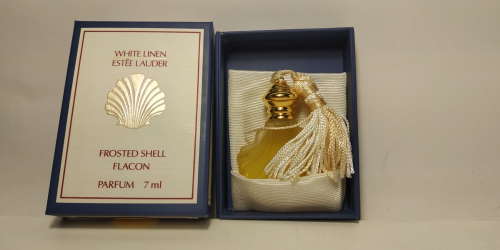 WHITE LINEN
ESTĒE LAUDER
FROSTED SHELL
FLACON
PARFUM 7 ml